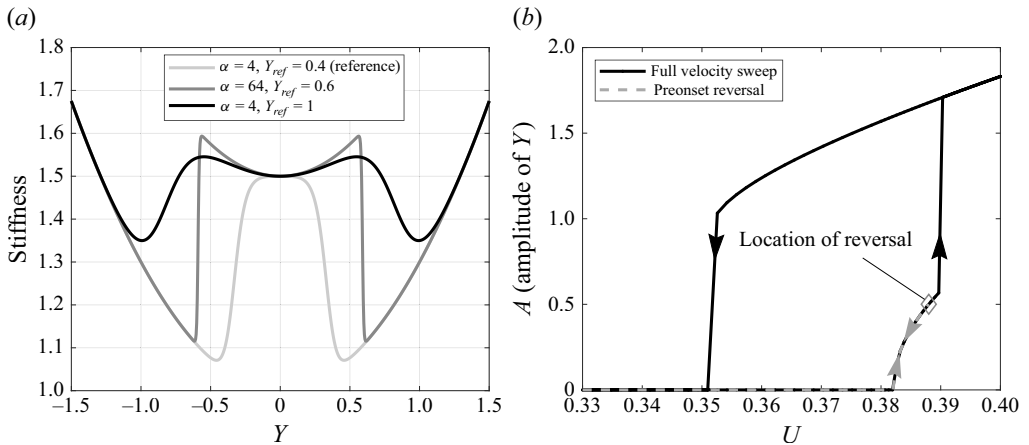 (a)
1.8
1.7
1.6
1.5
1.4
1.3
1.2
1.1
1.0
Stiffness
α = 4, Y_ref = 0.4 (reference)
α = 64, Y_ref = 0.6
α = 4, Y_ref = 1
−1.5 −1.0 −0.5 0 0.5 1.0 1.5
Y
(b)
2.0
1.5
1.0
0.5
0
A (amplitude of Y)
Full velocity sweep
Preonset reversal
Location of reversal
0.33 0.34 0.35 0.36 0.37 0.38 0.39 0.40
U